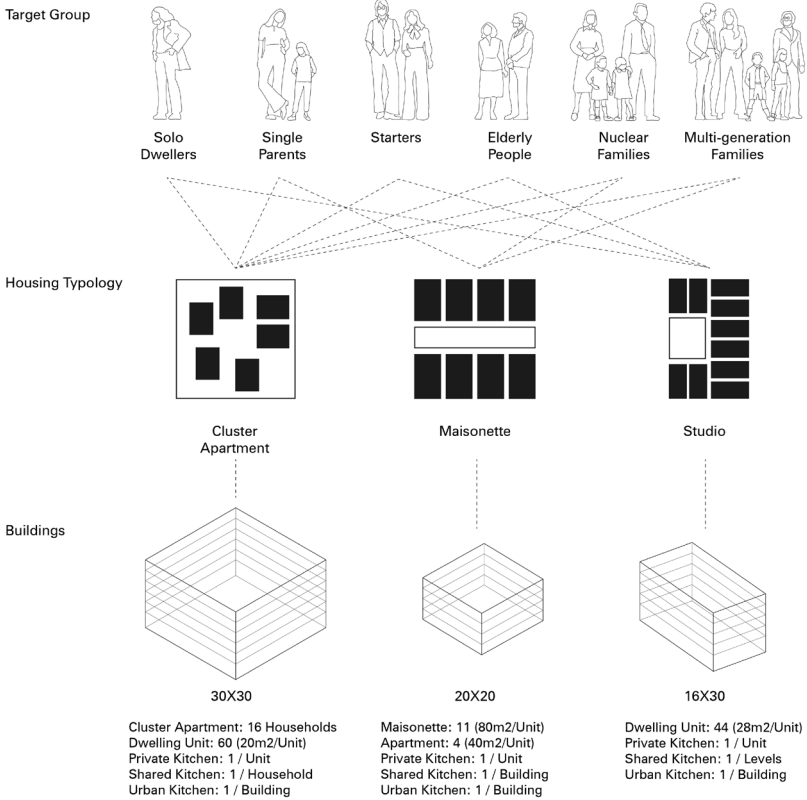 Target Group
Solo
Dwellers
Single
Parents
Starters
Elderly
People
Nuclear
Families
Multi-generation
Families
Housing Typology
Cluster
Apartment
Maisonette
Studio
Buildings
30X30
Cluster Apartment: 16 Households
Dwelling Unit: 60 (20m2/Unit)
Private Kitchen: 1 / Unit
Shared Kitchen: 1 / Household
Urban Kitchen: 1 / Building
20X20
Maisonette: 11 (80m2/Unit)
Apartment: 4 (40m2/Unit)
Private Kitchen: 1 / Unit
Shared Kitchen: 1 / Building
Urban Kitchen: 1 / Building
16X30
Dwelling Unit: 44 (28m2/Unit)
Private Kitchen: 1 / Unit
Shared Kitchen: 1 / Levels
Urban Kitchen: 1 / Building